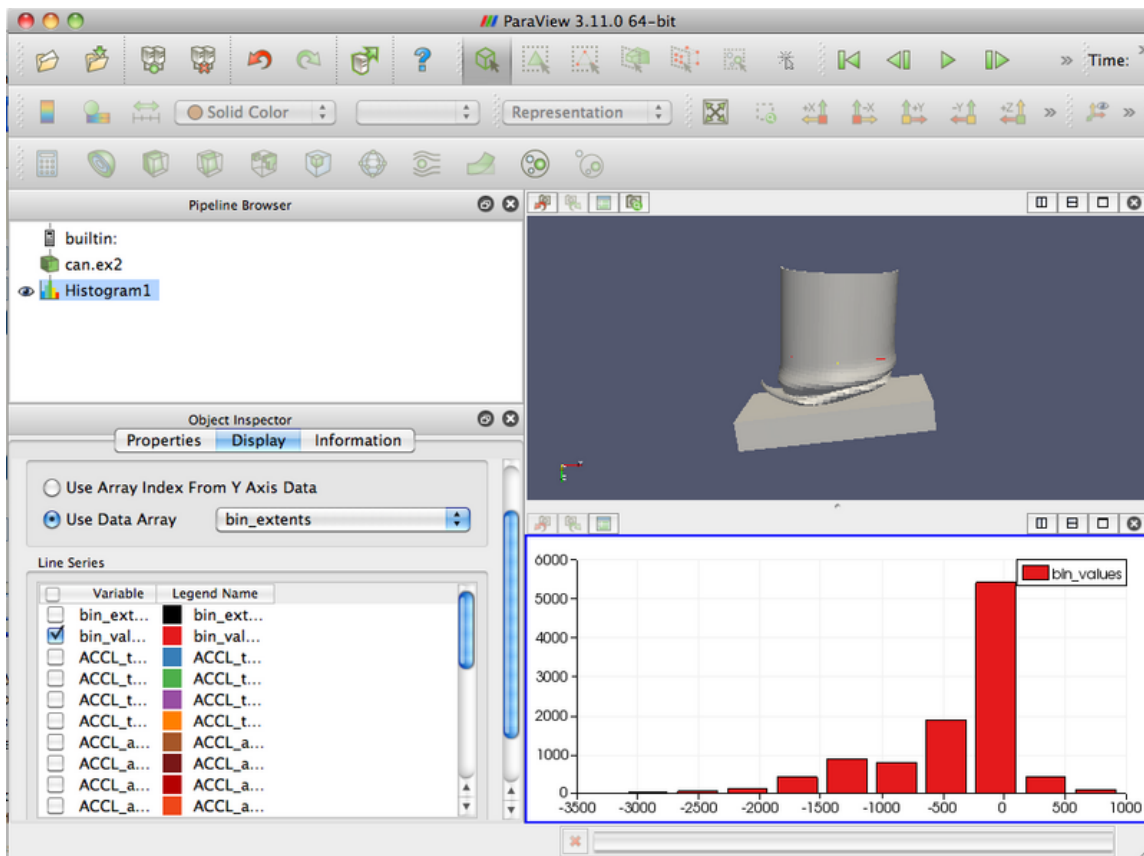 ParaView 3.11.0 64-bit
Time:
Solid Color
Representation
+X -X +Y -Y +Z
Pipeline Browser
builtin:
can.ex2
Histogram1
Object Inspector
Properties Display Information
Use Array Index From Y Axis Data
Use Data Array bin_extents
Line Series
Variable Legend Name
bin_ext... bin_ext...
bin_val... bin_val...
ACCL_t... ACCL_t...
ACCL_t... ACCL_t...
ACCL_t... ACCL_t...
ACCL_t... ACCL_t...
ACCL_a... ACCL_a...
ACCL_a... ACCL_a...
ACCL_a... ACCL_a...
ACCL_a... ACCL_a...
bin_values
6000
5000
4000
3000
2000
1000
0
-3500 -3000 -2500 -2000 -1500 -1000 -500 0 500 1000